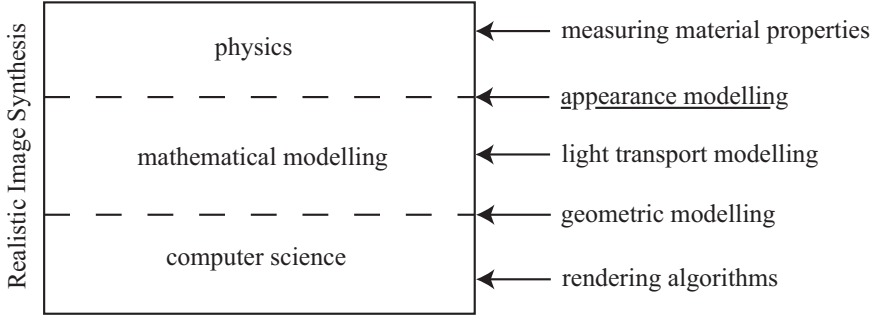 Realistic Image Synthesis
physics
measuring material properties
appearance modelling
mathematical modelling
light transport modelling
geometric modelling
computer science
rendering algorithms